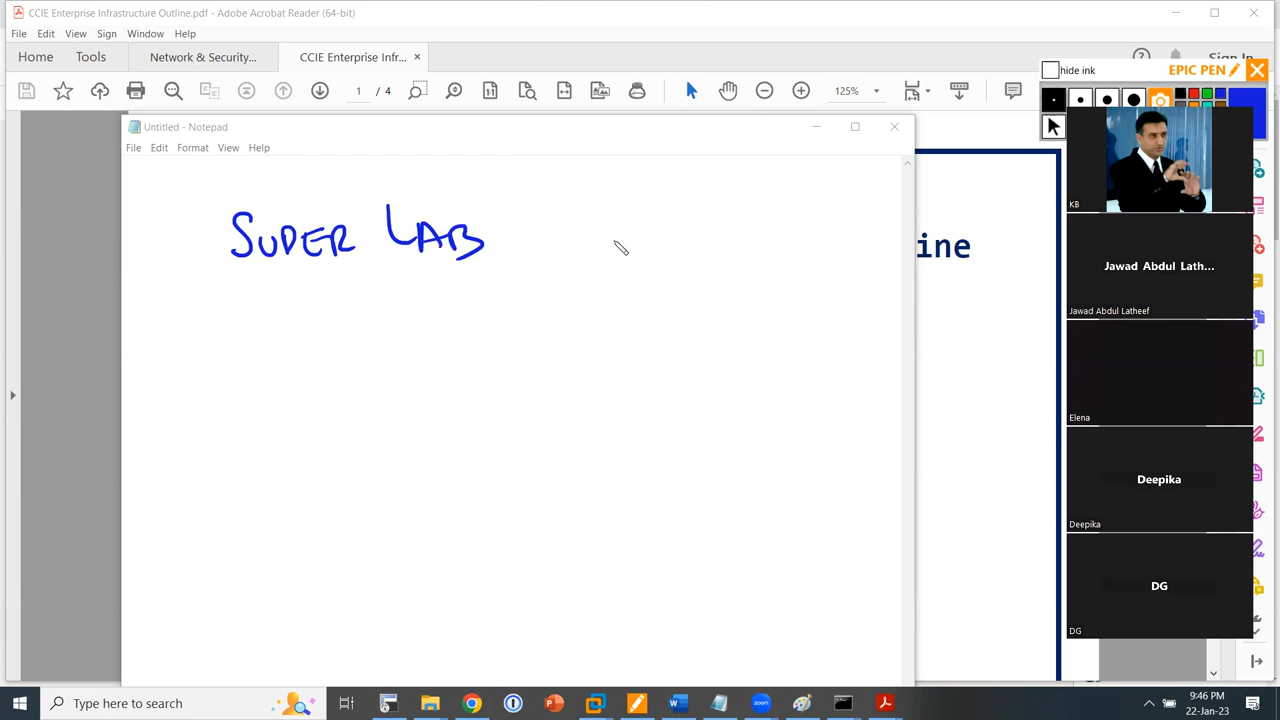 CCIE Enterprise Infrastructure Outline.pdf - Adobe Acrobat Reader (64-bit)
File Edit View Sign Window Help
Home Tools Network & Security... CCIE Enterprise Infr... × Sign In
1 / 4 125%
hide ink EPIC PEN
Untitled - Notepad
File Edit Format View Help
SUPER LAB
ine
KB
Jawad Abdul Lath...
Jawad Abdul Latheef
Elena
Deepika
Deepika
DG
DG
Type here to search
9:46 PM
22-Jan-23